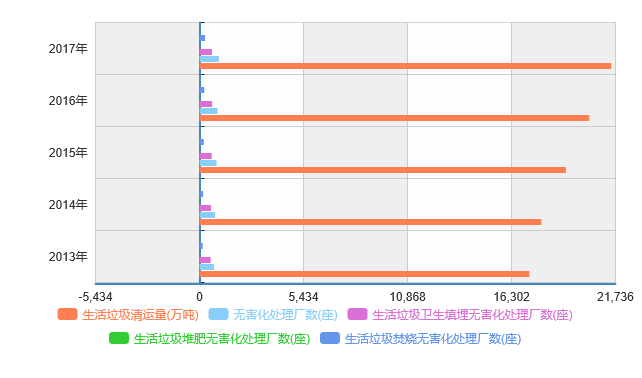 2017年
2016年
2015年
2014年
2013年
-5,434 0 5,434 10,868 16,302 21,736
生活垃圾清运量(万吨) 无害化处理厂数(座) 生活垃圾卫生填埋无害化处理厂数(座)
生活垃圾堆肥无害化处理厂数(座) 生活垃圾焚烧无害化处理厂数(座)